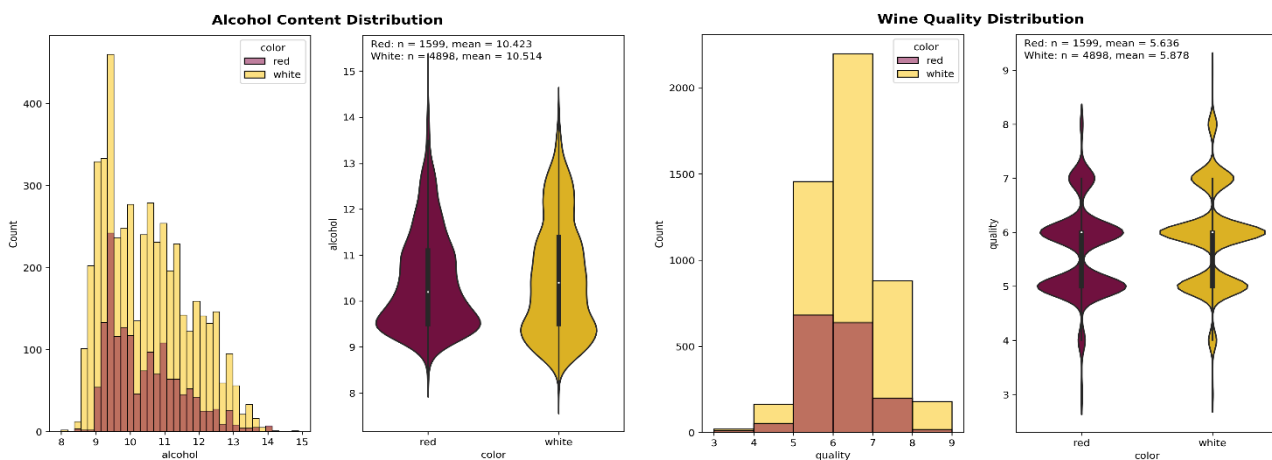 Alcohol Content Distribution
Count
400
300
200
100
0
8 9 10 11 12 13 14 15
alcohol
color
red
white
alcohol
15
14
13
12
11
10
9
8
Red: n = 1599, mean = 10.423
White: n = 4898, mean = 10.514
red white
color
Wine Quality Distribution
Count
2000
1500
1000
500
0
3 4 5 6 7 8 9
quality
color
red
white
quality
9
8
7
6
5
4
3
Red: n = 1599, mean = 5.636
White: n = 4898, mean = 5.878
red white
color